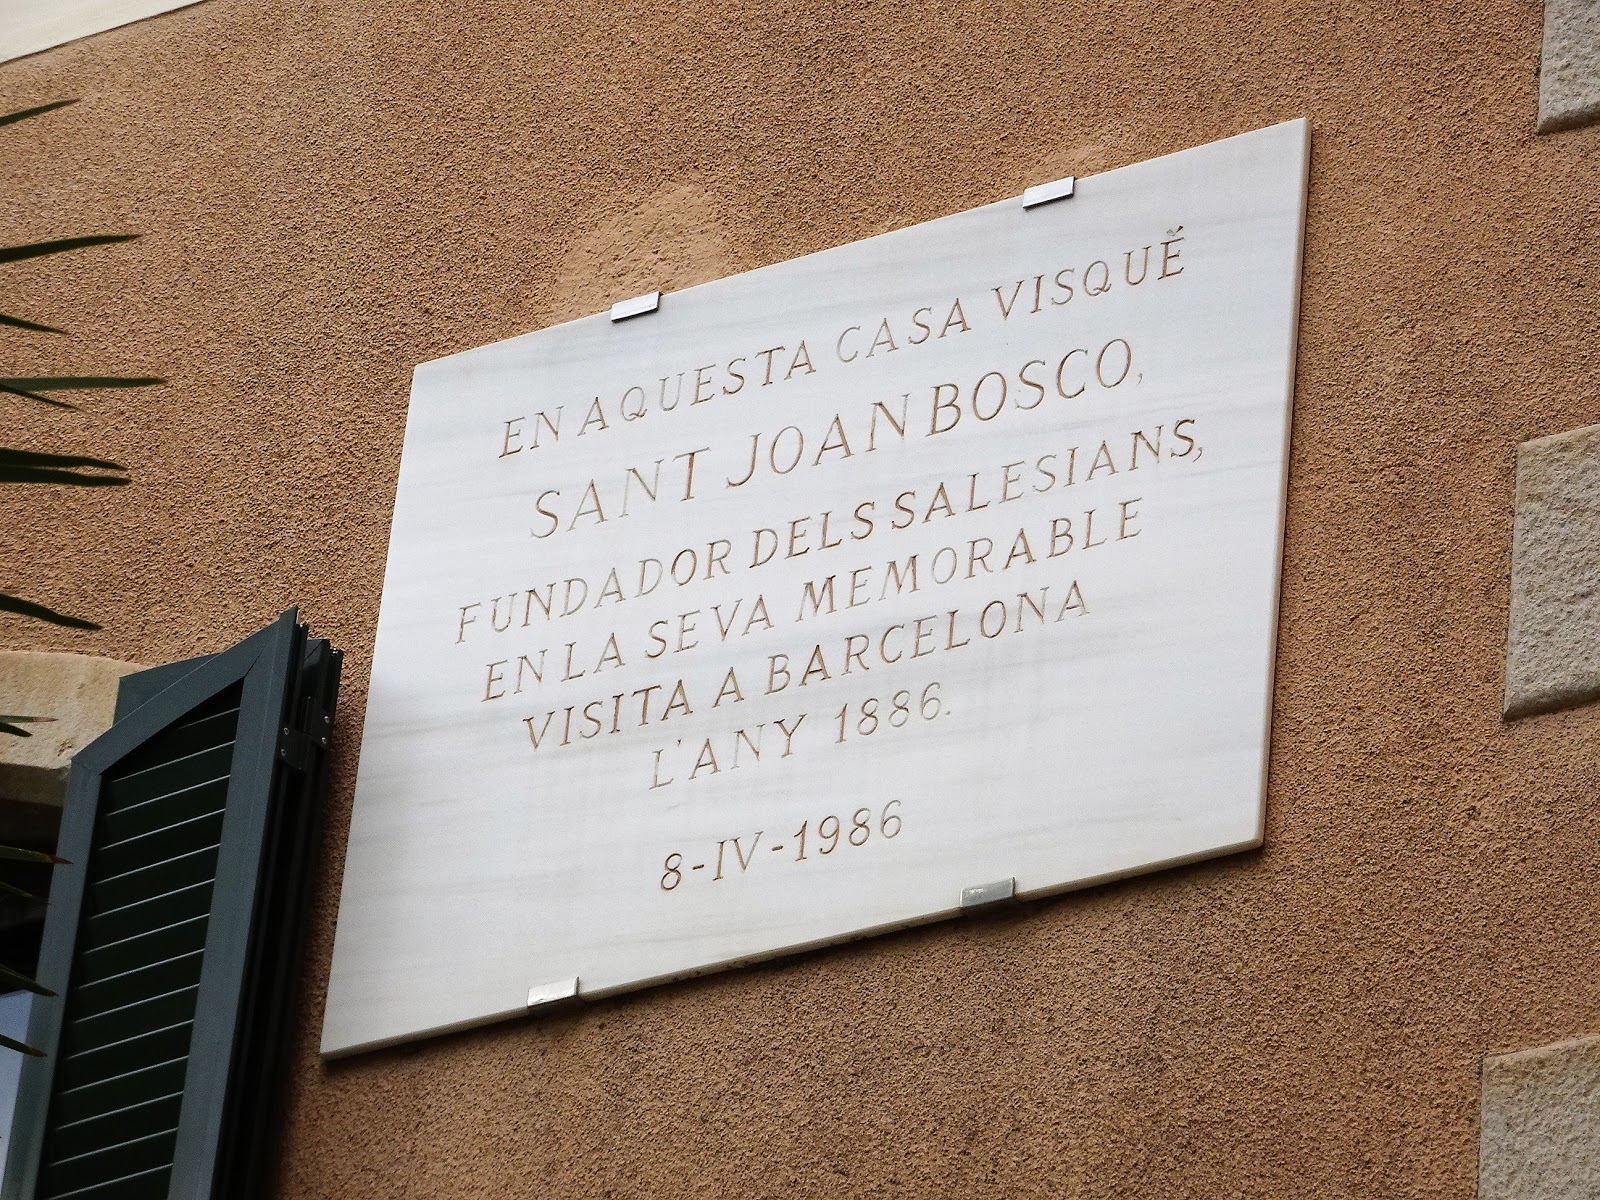 EN AQUESTA CASA VISQUÉ
SANT JOAN BOSCO,
FUNDADOR DELS SALESIANS,
EN LA SEVA MEMORABLE
VISITA A BARCELONA
L'ANY 1886.
8-IV-1986